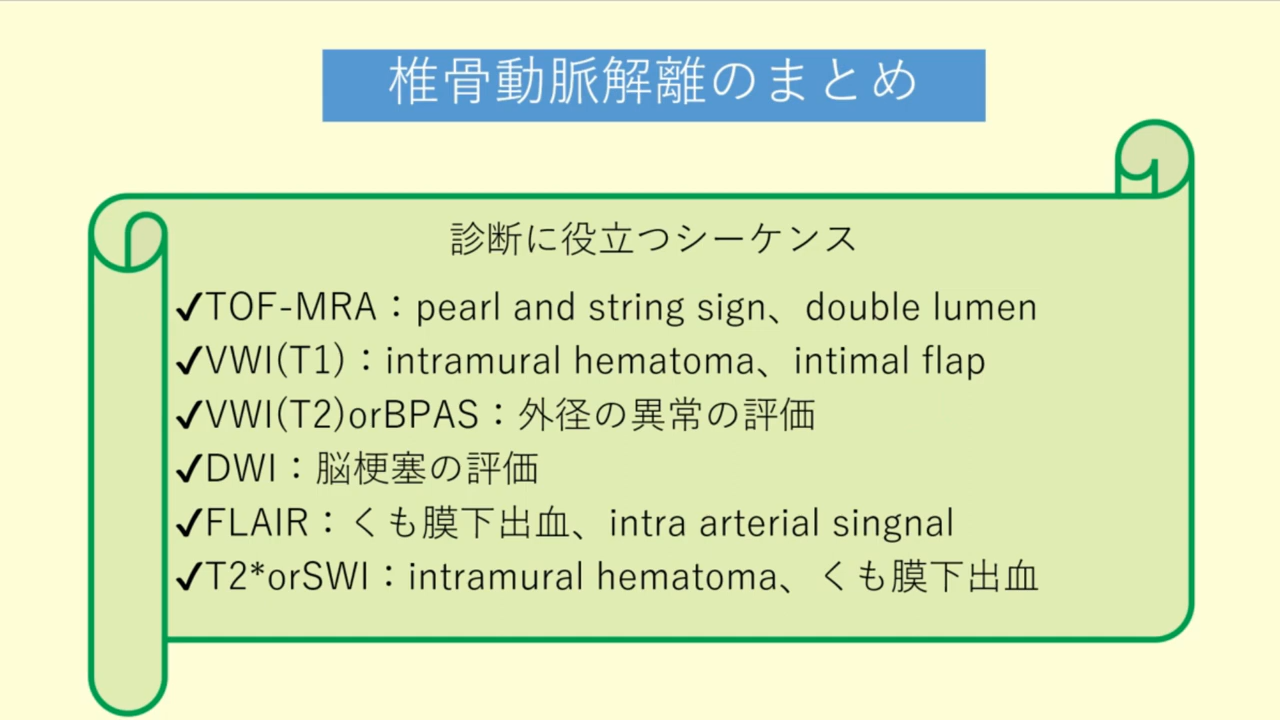 椎骨動脈解離のまとめ
診断に役立つシーケンス
✓TOF-MRA：pearl and string sign、double lumen
✓VWI(T1)：intramural hematoma、intimal flap
✓VWI(T2)orBPAS：外径の異常の評価
✓DWI：脳梗塞の評価
✓FLAIR：くも膜下出血、intra arterial singnal
✓T2*orSWI：intramural hematoma、くも膜下出血